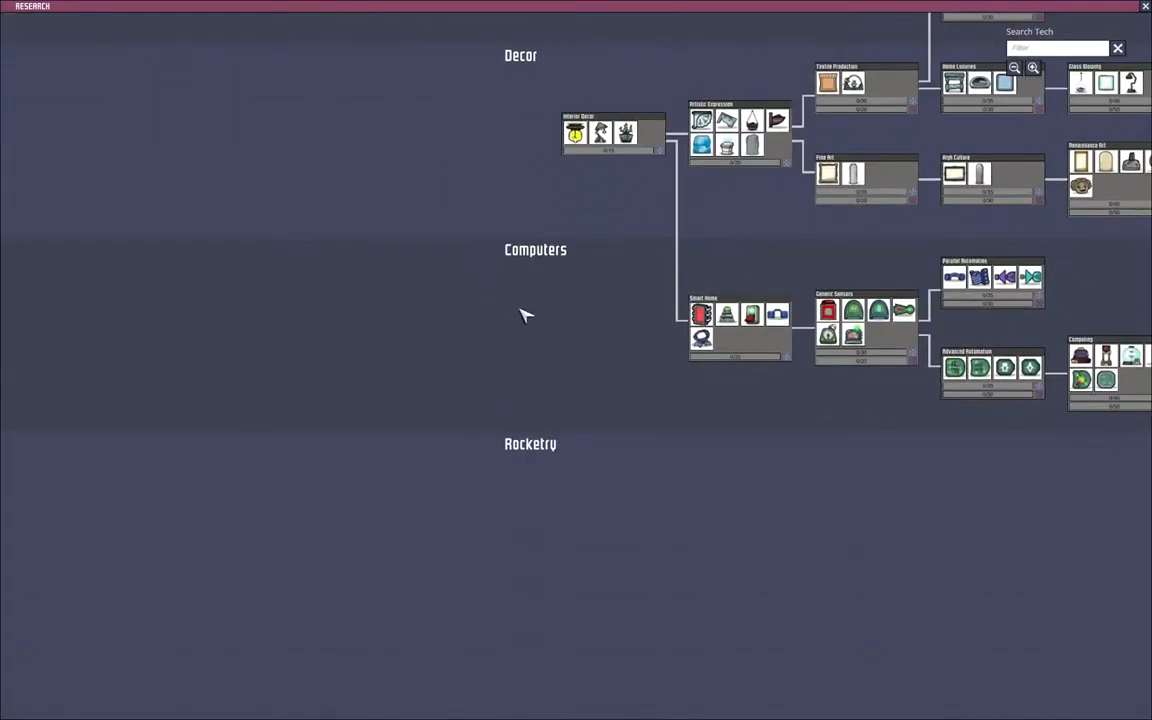 RESEARCH
Search Tech
Filter
Decor
Textile Production
Home Luxuries
Glass Blowing
Interior Decor
Artistic Expression
Fine Art
High Culture
Renaissance Art
Computers
Parallel Automation
Smart Home
Generic Sensors
Advanced Automation
Computing
Rocketry